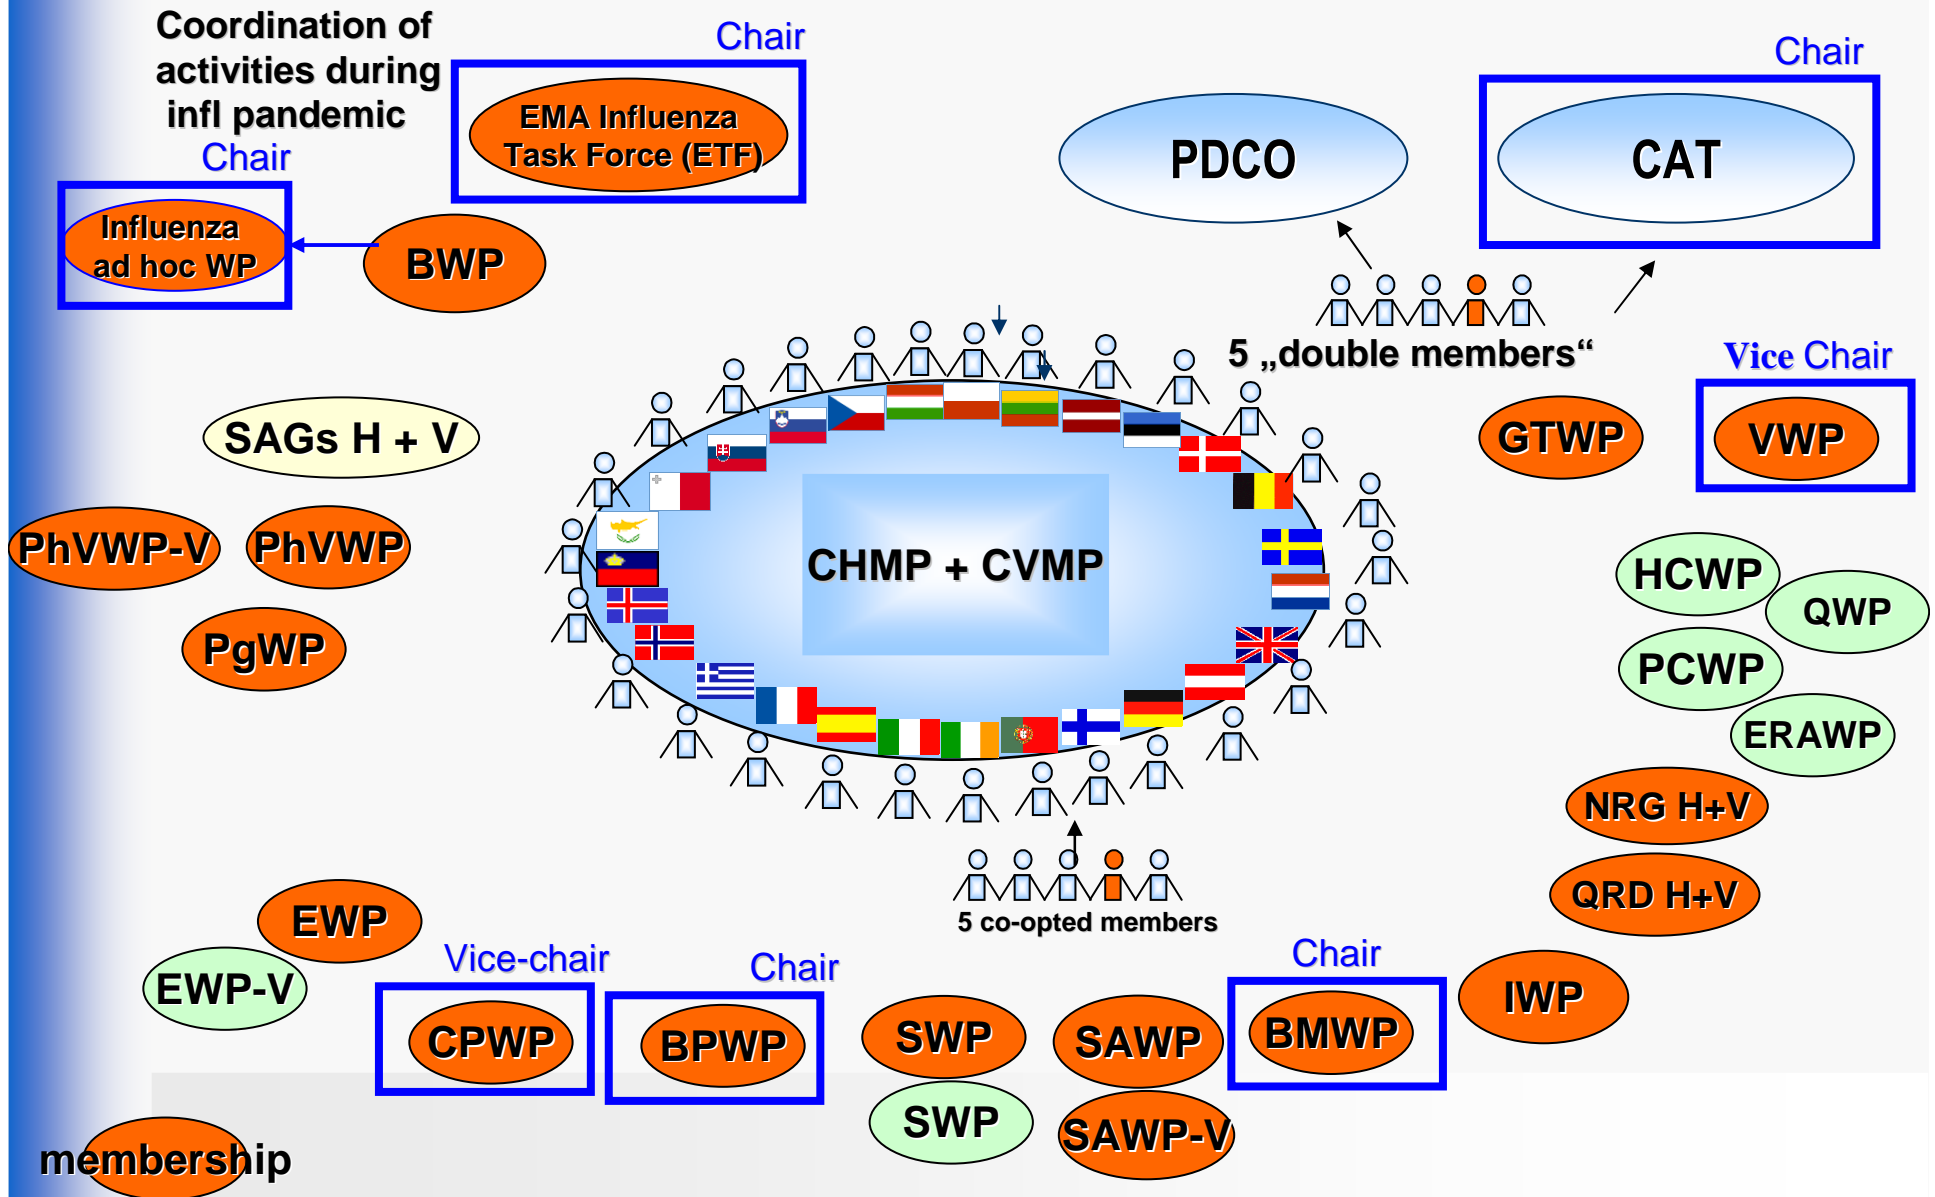 Coordination of
activities during
infl pandemic
Chair
EMA Influenza
Task Force (ETF)
Chair
Influenza
ad hoc WP
BWP
PDCO
Chair
CAT
5 „double members“
Vice Chair
GTWP
VWP
SAGs H + V
PhVWP-V
PhVWP
PgWP
CHMP + CVMP
HCWP
QWP
PCWP
ERAWP
NRG H+V
QRD H+V
5 co-opted members
EWP
EWP-V
Vice-chair
CPWP
Chair
BPWP
SWP
SWP
SAWP
SAWP-V
Chair
BMWP
IWP
membership